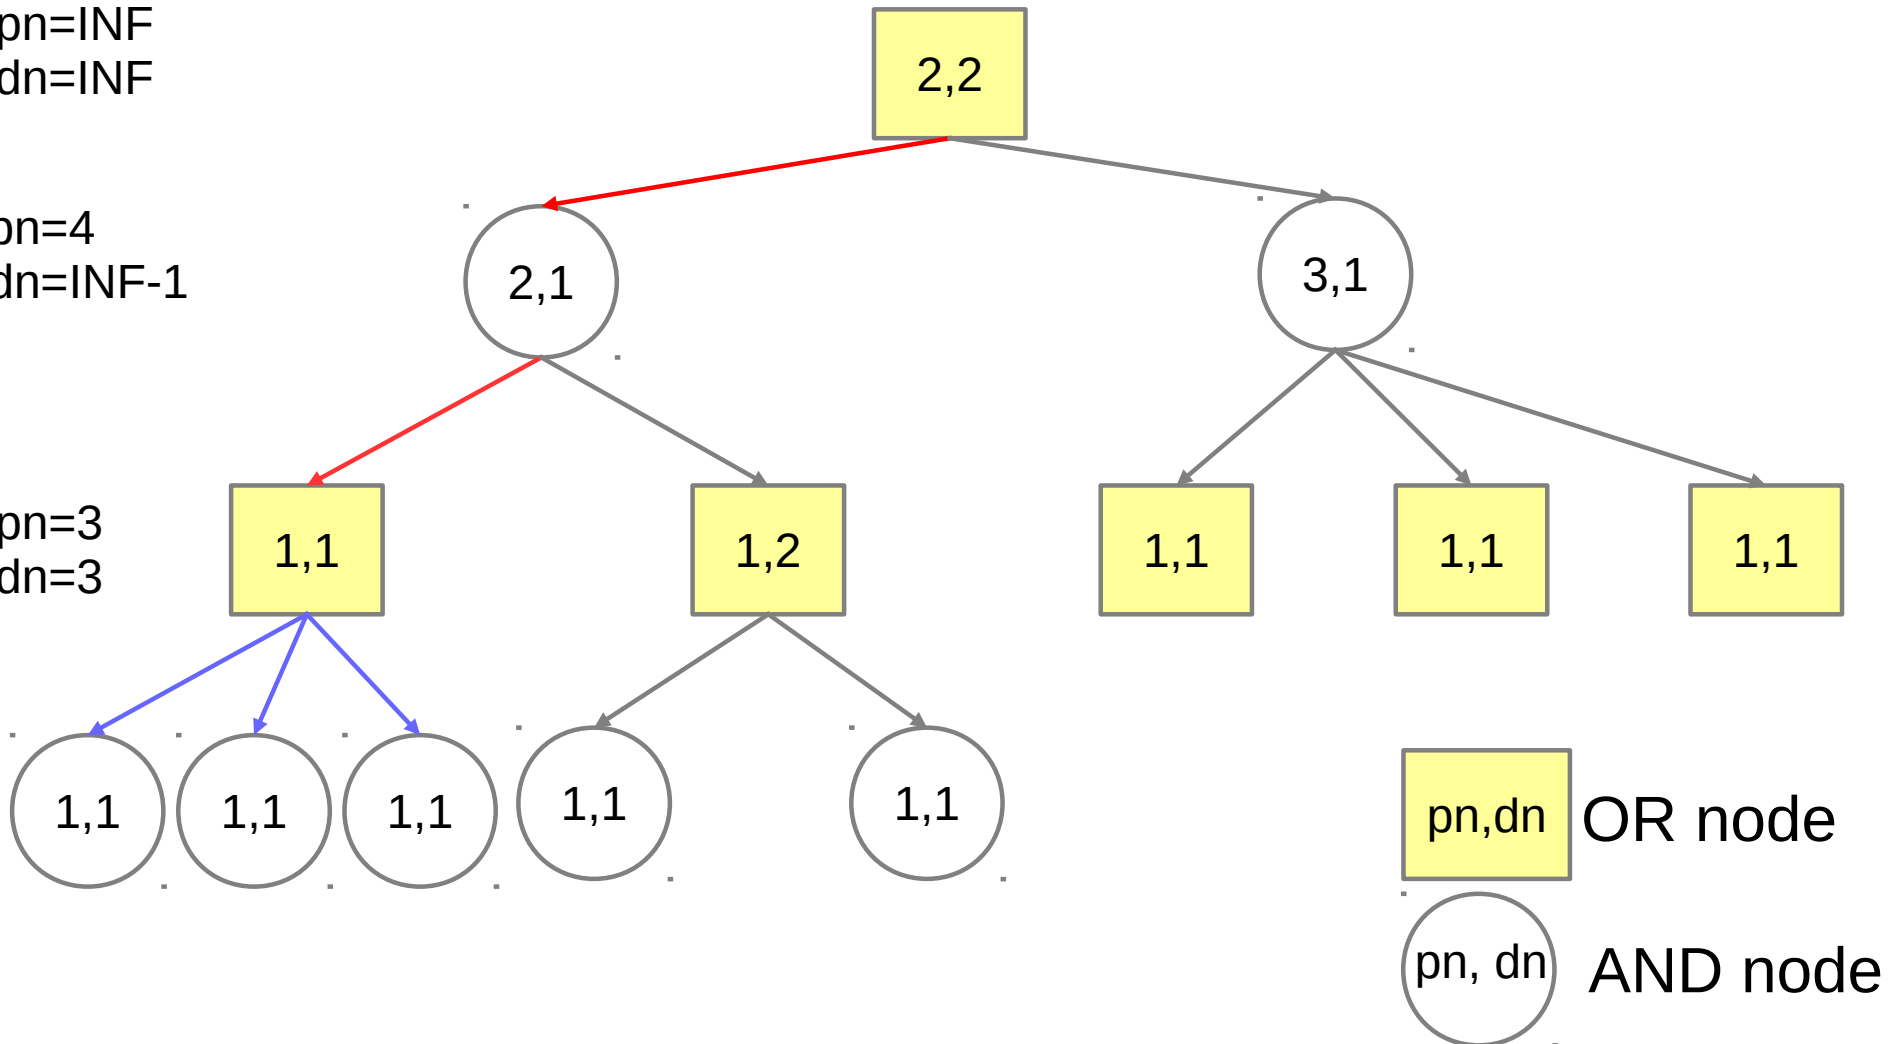 pn=INF
dn=INF
2,2
pn=4
dn=INF-1
2,1
3,1
pn=3
dn=3
1,1
1,2
1,1
1,1
1,1
1,1
1,1
1,1
1,1
1,1
pn,dn
OR node
pn, dn
AND node